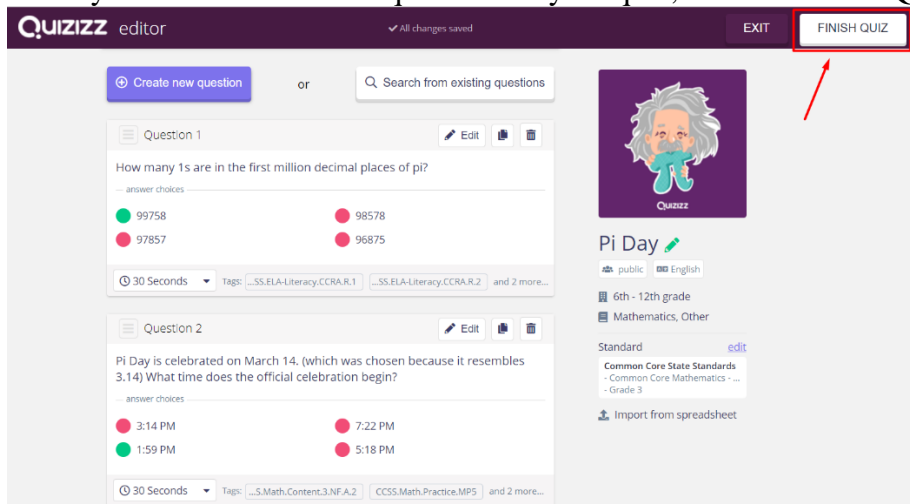 QUIZIZZ editor
All changes saved
EXIT
FINISH QUIZ
Create new question
or
Search from existing questions
Question 1
Edit
How many 1s are in the first million decimal places of pi?
answer choices
99758
98578
97857
96875
30 Seconds
Tags: ...SS.ELA-Literacy.CCRA.R.1 ...SS.ELA-Literacy.CCRA.R.2 and 2 more...
Question 2
Edit
Pi Day is celebrated on March 14. (which was chosen because it resembles
3.14) What time does the official celebration begin?
answer choices
3:14 PM
7:22 PM
1:59 PM
5:18 PM
30 Seconds
Tags: ...S.Math.Content.3.NF.A.2 CCSS.Math.Practice.MP5 and 2 more...
QUIZIZZ
Pi Day
public
English
6th - 12th grade
Mathematics, Other
Standard
edit
Common Core State Standards
- Common Core Mathematics - ...
- Grade 3
Import from spreadsheet